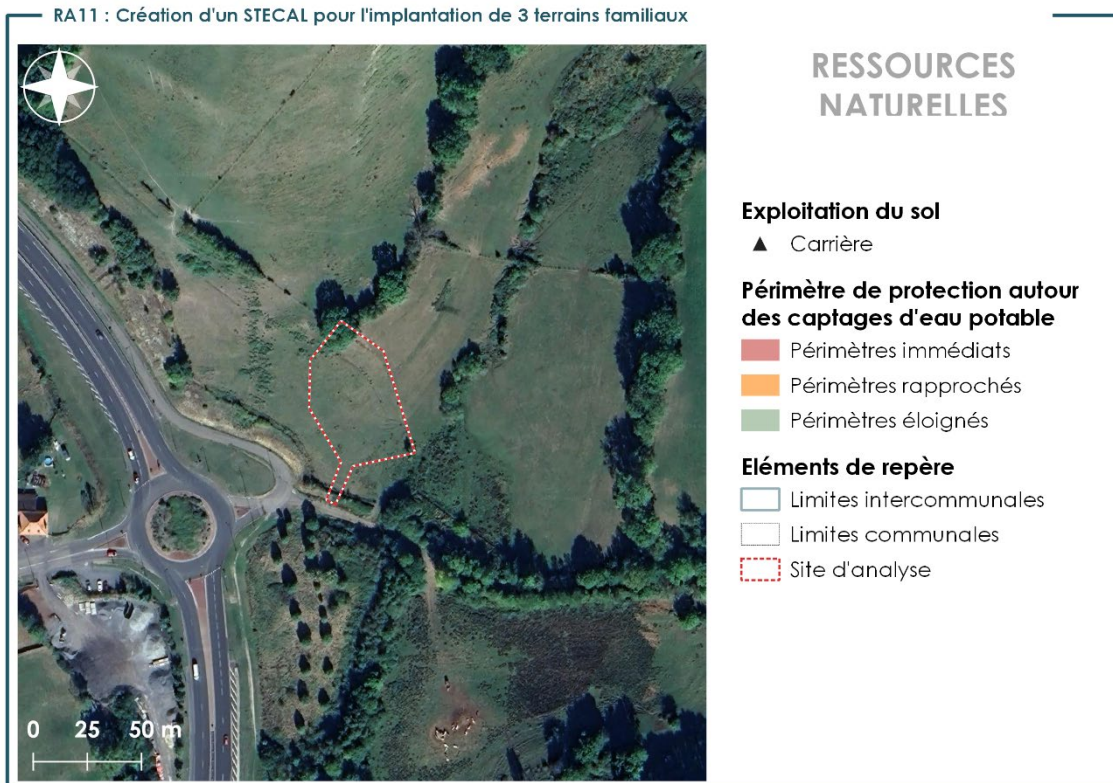 RA11 : Création d'un STECAL pour l'implantation de 3 terrains familiaux
RESSOURCES
NATURELLES
Exploitation du sol
Carrière
Périmètre de protection autour
des captages d'eau potable
Périmètres immédiats
Périmètres rapprochés
Périmètres éloignés
Eléments de repère
Limites intercommunales
Limites communales
Site d'analyse
0 25 50 m